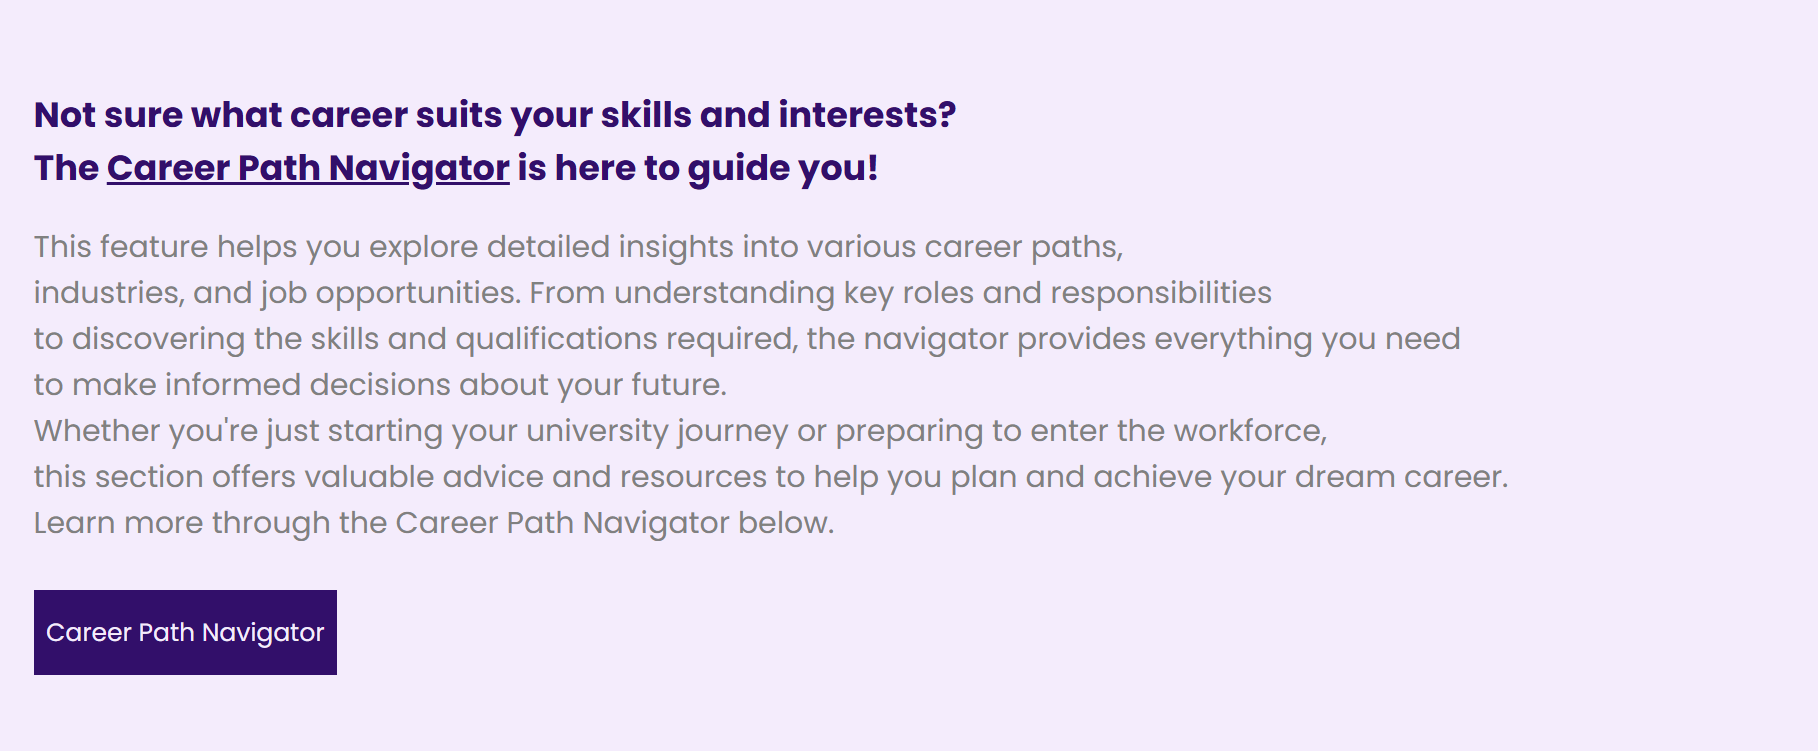 Not sure what career suits your skills and interests?
The Career Path Navigator is here to guide you!
This feature helps you explore detailed insights into various career paths,
industries, and job opportunities. From understanding key roles and responsibilities
to discovering the skills and qualifications required, the navigator provides everything you need
to make informed decisions about your future.
Whether you're just starting your university journey or preparing to enter the workforce,
this section offers valuable advice and resources to help you plan and achieve your dream career.
Learn more through the Career Path Navigator below.
Career Path Navigator